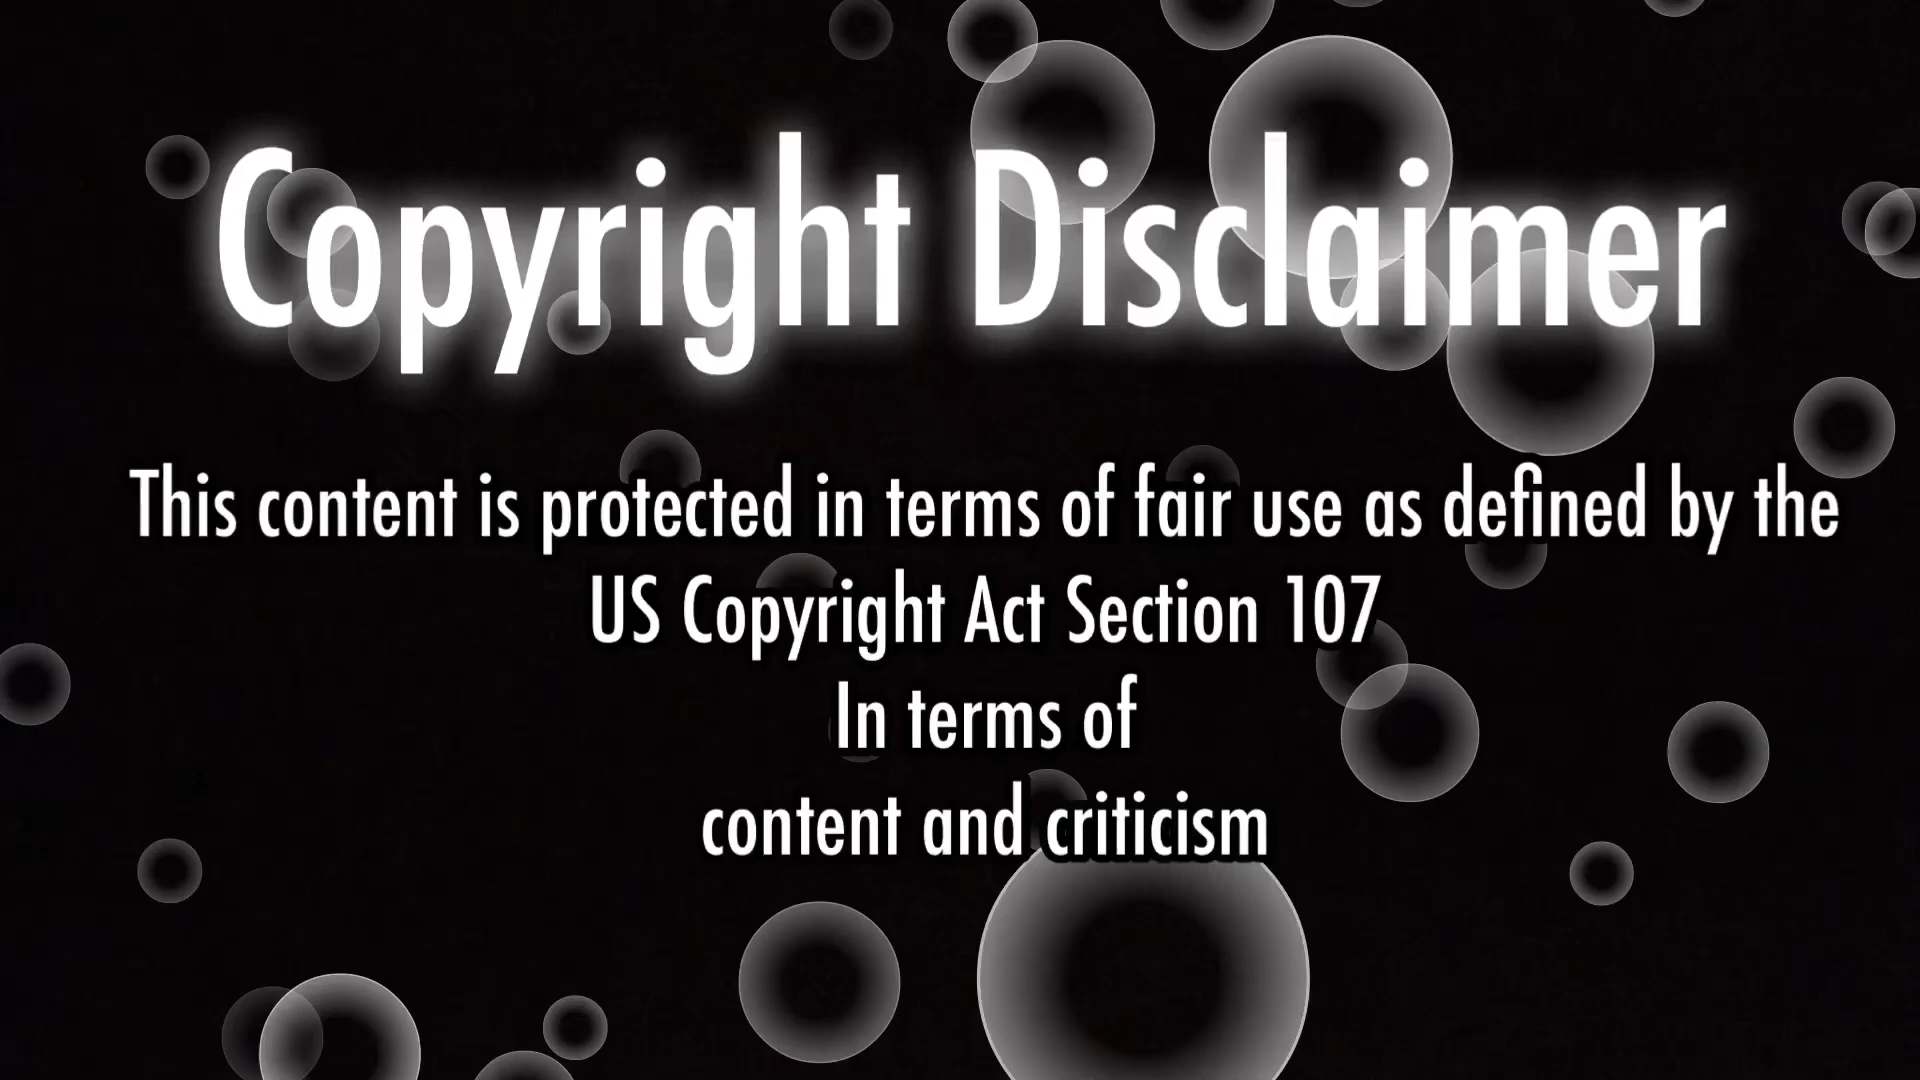 Copyright Disclaimer
This content is protected in terms of fair use as defined by the
US Copyright Act Section 107
In terms of
content and criticism